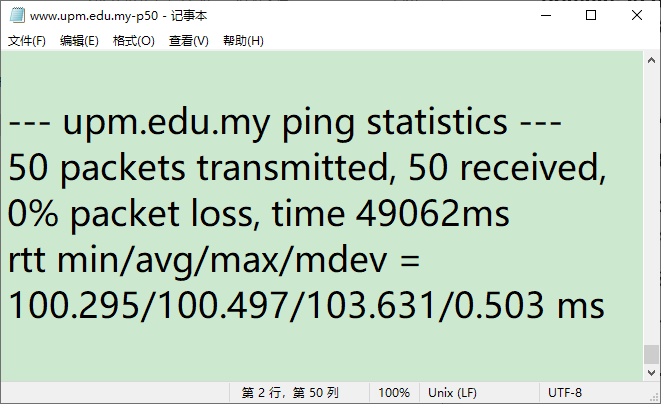 www.upm.edu.my-p50 - 记事本
文件(F) 编辑(E) 格式(O) 查看(V) 帮助(H)
--- upm.edu.my ping statistics ---
50 packets transmitted, 50 received,
0% packet loss, time 49062ms
rtt min/avg/max/mdev =
100.295/100.497/103.631/0.503 ms
第 2 行，第 50 列 100% Unix (LF) UTF-8